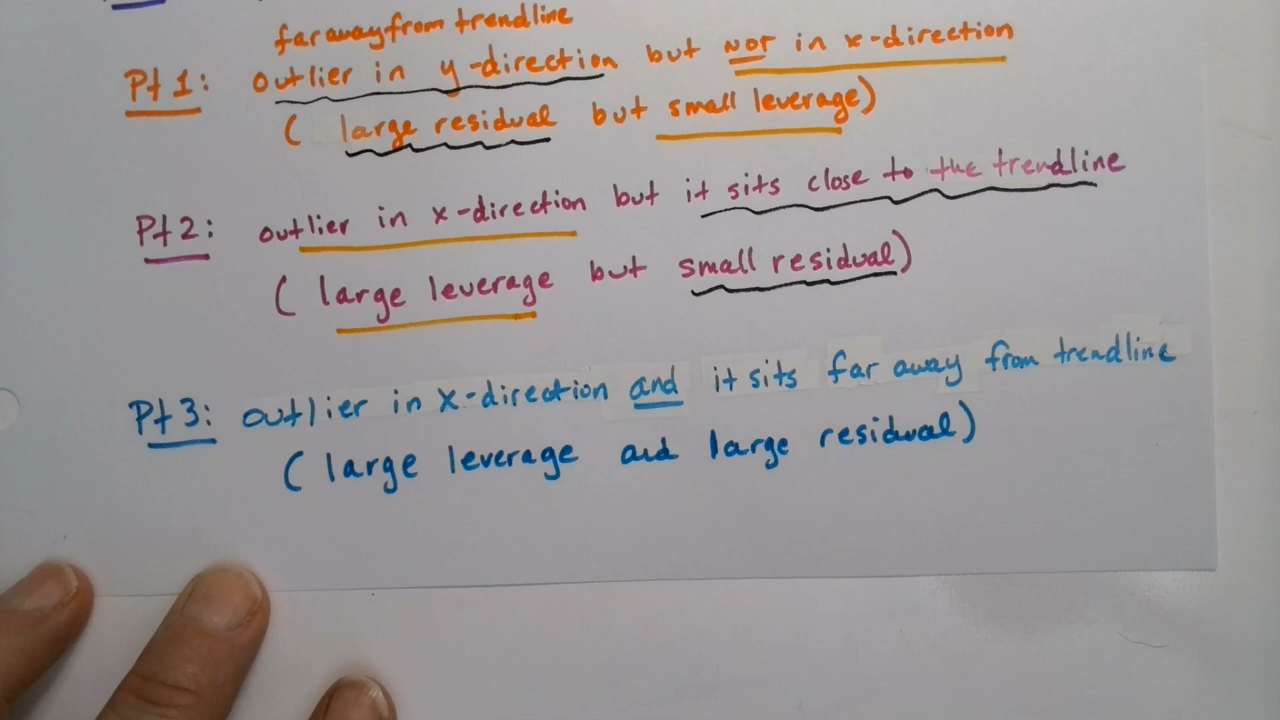 far away from trendline
Pt 1: outlier in y-direction but not in x-direction
( large residual but small leverage)
Pt 2: outlier in x-direction but it sits close to the trendline
( large leverage but small residual)
Pt 3: outlier in x-direction and it sits far away from trendline
( large leverage and large residual)